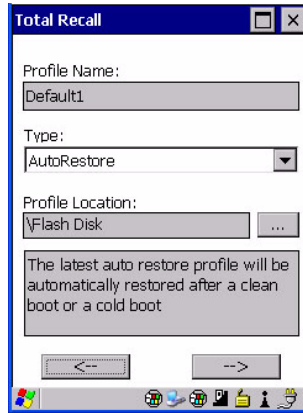 Total Recall
Profile Name:
Default1
Type:
AutoRestore
Profile Location:
\Flash Disk
...
The latest auto restore profile will be
automatically restored after a clean
boot or a cold boot
<--
-->